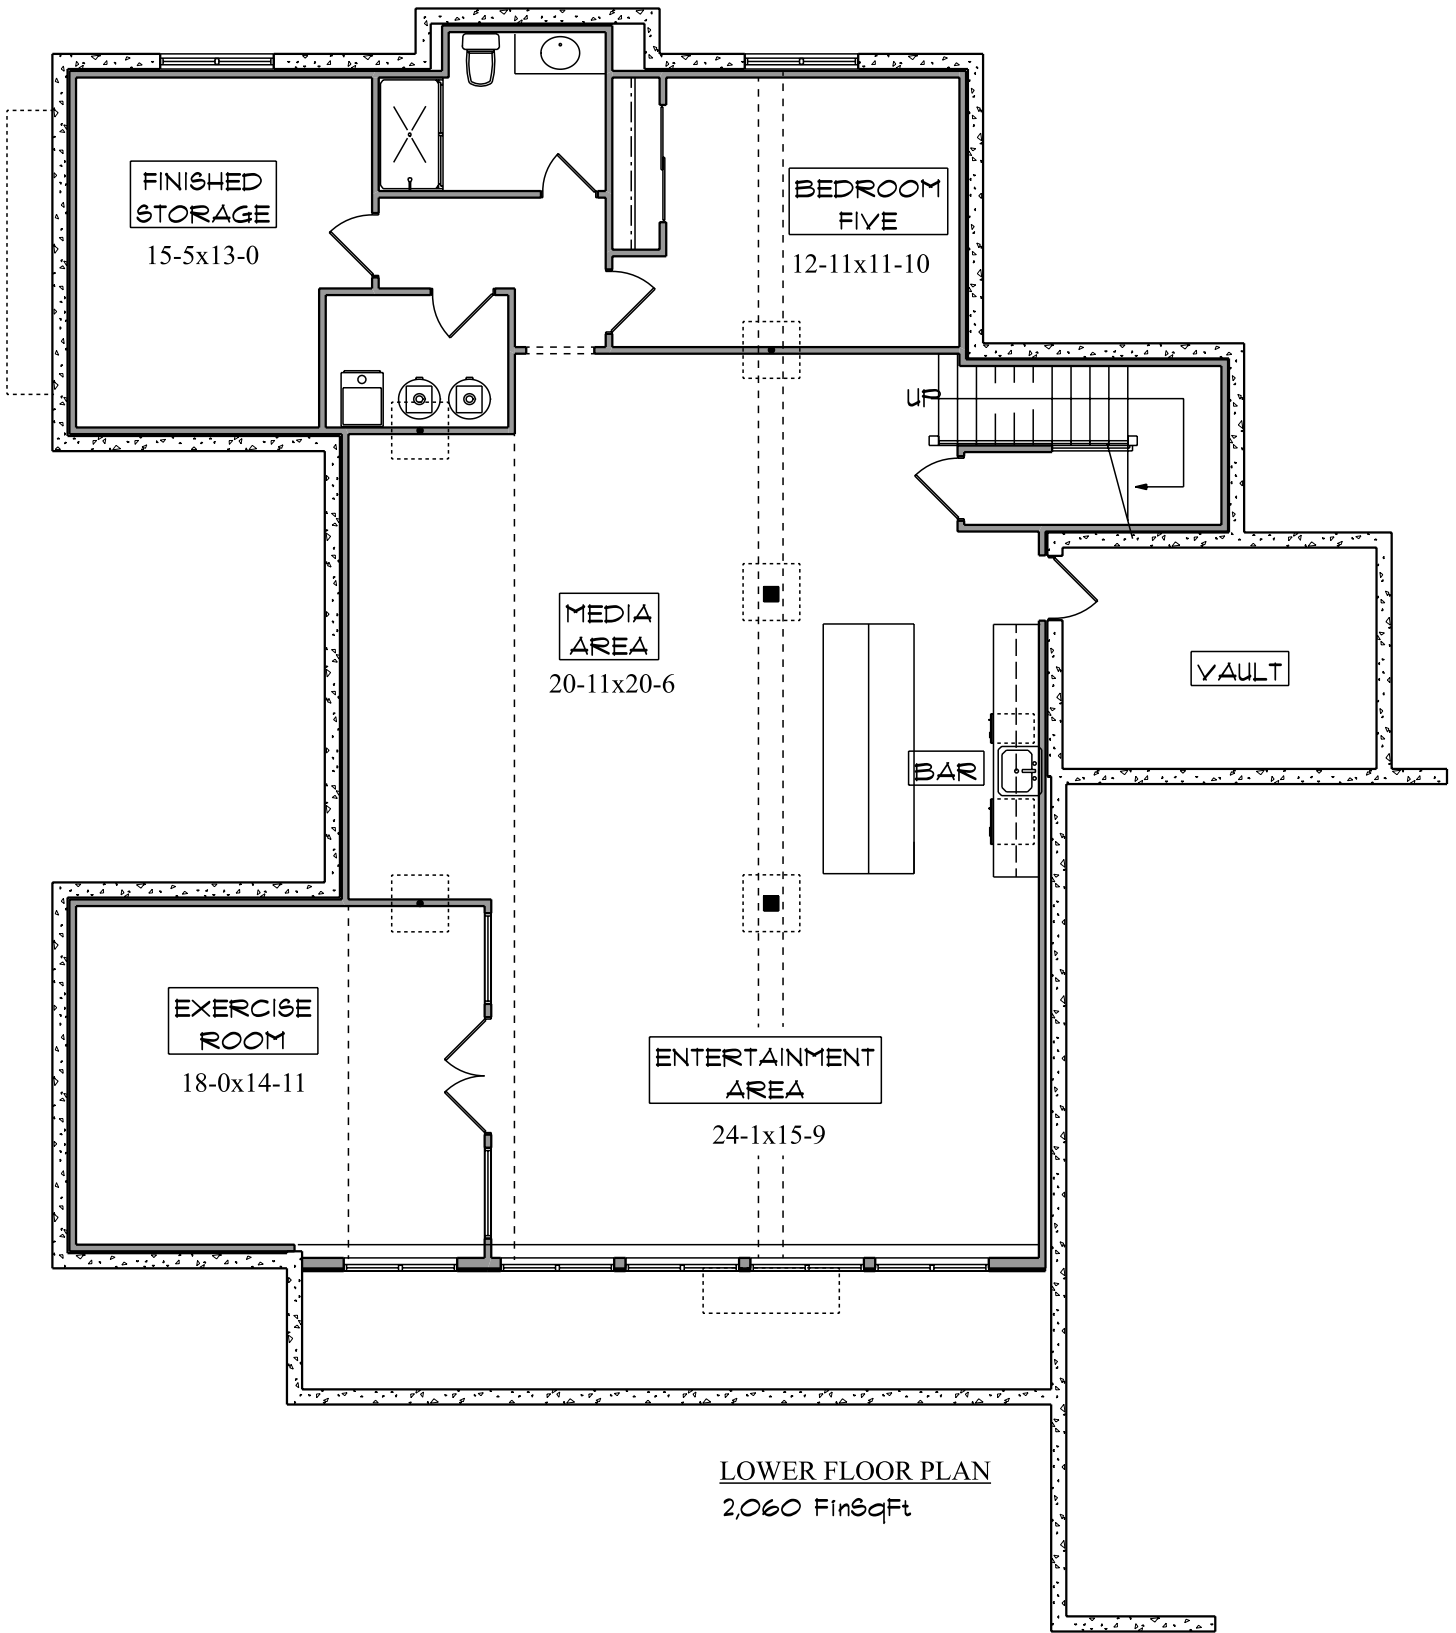 FINISHED
STORAGE
15-5x13-0
BEDROOM
FIVE
12-11x11-10
UP
MEDIA
AREA
20-11x20-6
VAULT
BAR
EXERCISE
ROOM
18-0x14-11
ENTERTAINMENT
AREA
24-1x15-9
LOWER FLOOR PLAN
2,060 FinSqFt